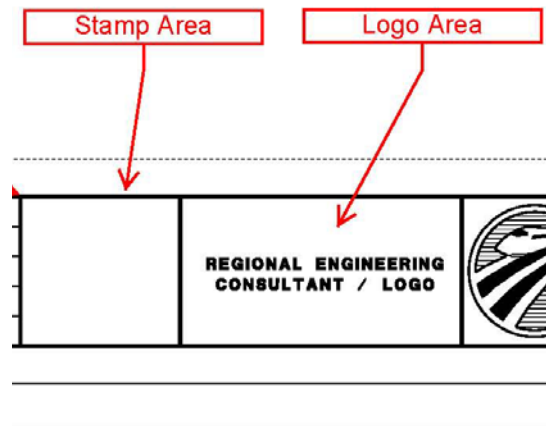 Stamp Area
Logo Area
REGIONAL ENGINEERING
CONSULTANT / LOGO